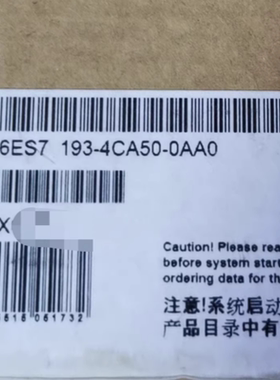 6ES7 193-4CA50-0AA0
X
Caution! Please rea
before system start
ordering data for th
注意!系统启动
产品目录中有